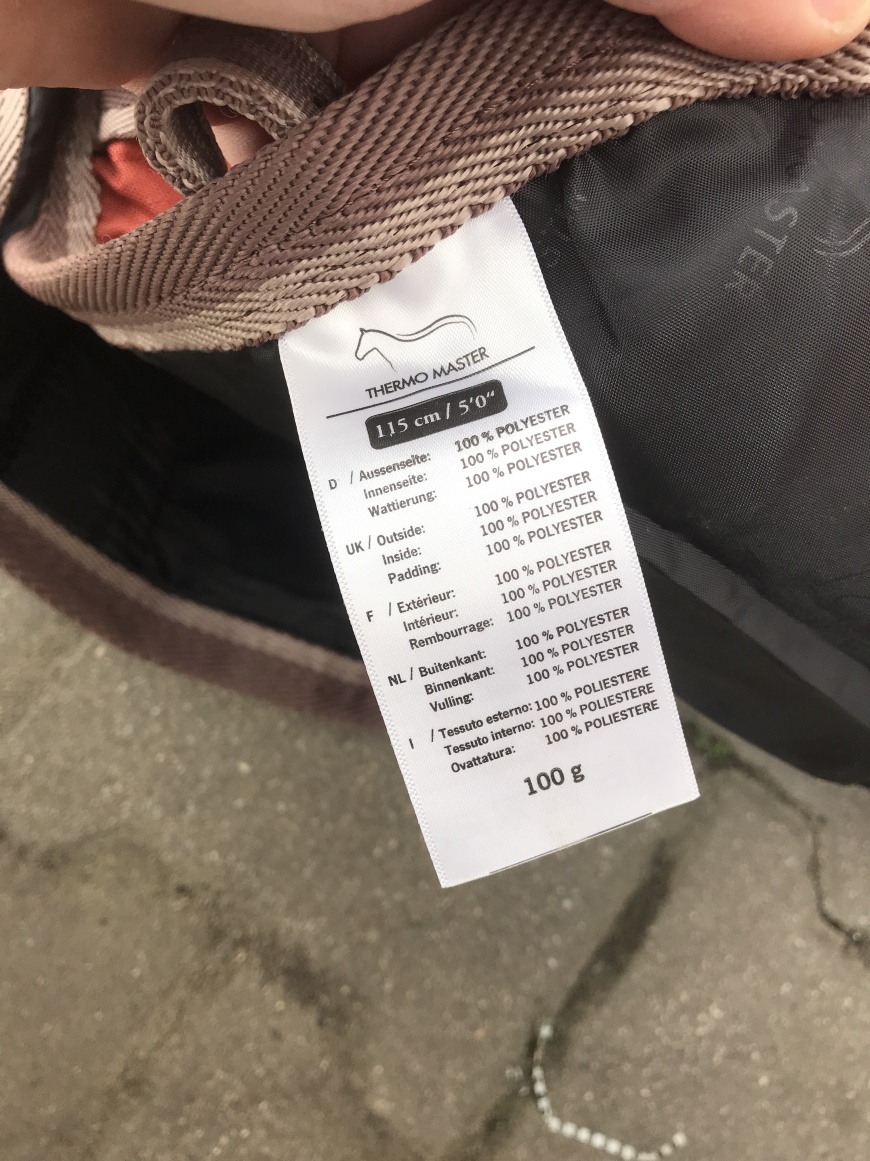 THERMO MASTER
115 cm / 5'0"
D / Aussenseite: 100 % POLYESTER
Innenseite: 100 % POLYESTER
Wattierung: 100 % POLYESTER
UK / Outside: 100 % POLYESTER
Inside: 100 % POLYESTER
Padding: 100 % POLYESTER
F / Extérieur: 100 % POLYESTER
Intérieur: 100 % POLYESTER
Rembourrage: 100 % POLYESTER
NL / Buitenkant: 100 % POLYESTER
Binnenkant: 100 % POLYESTER
Vulling: 100 % POLYESTER
I / Tessuto esterno: 100 % POLIESTERE
Tessuto interno: 100 % POLIESTERE
Ovattatura: 100 % POLIESTERE
100 g
MASTER